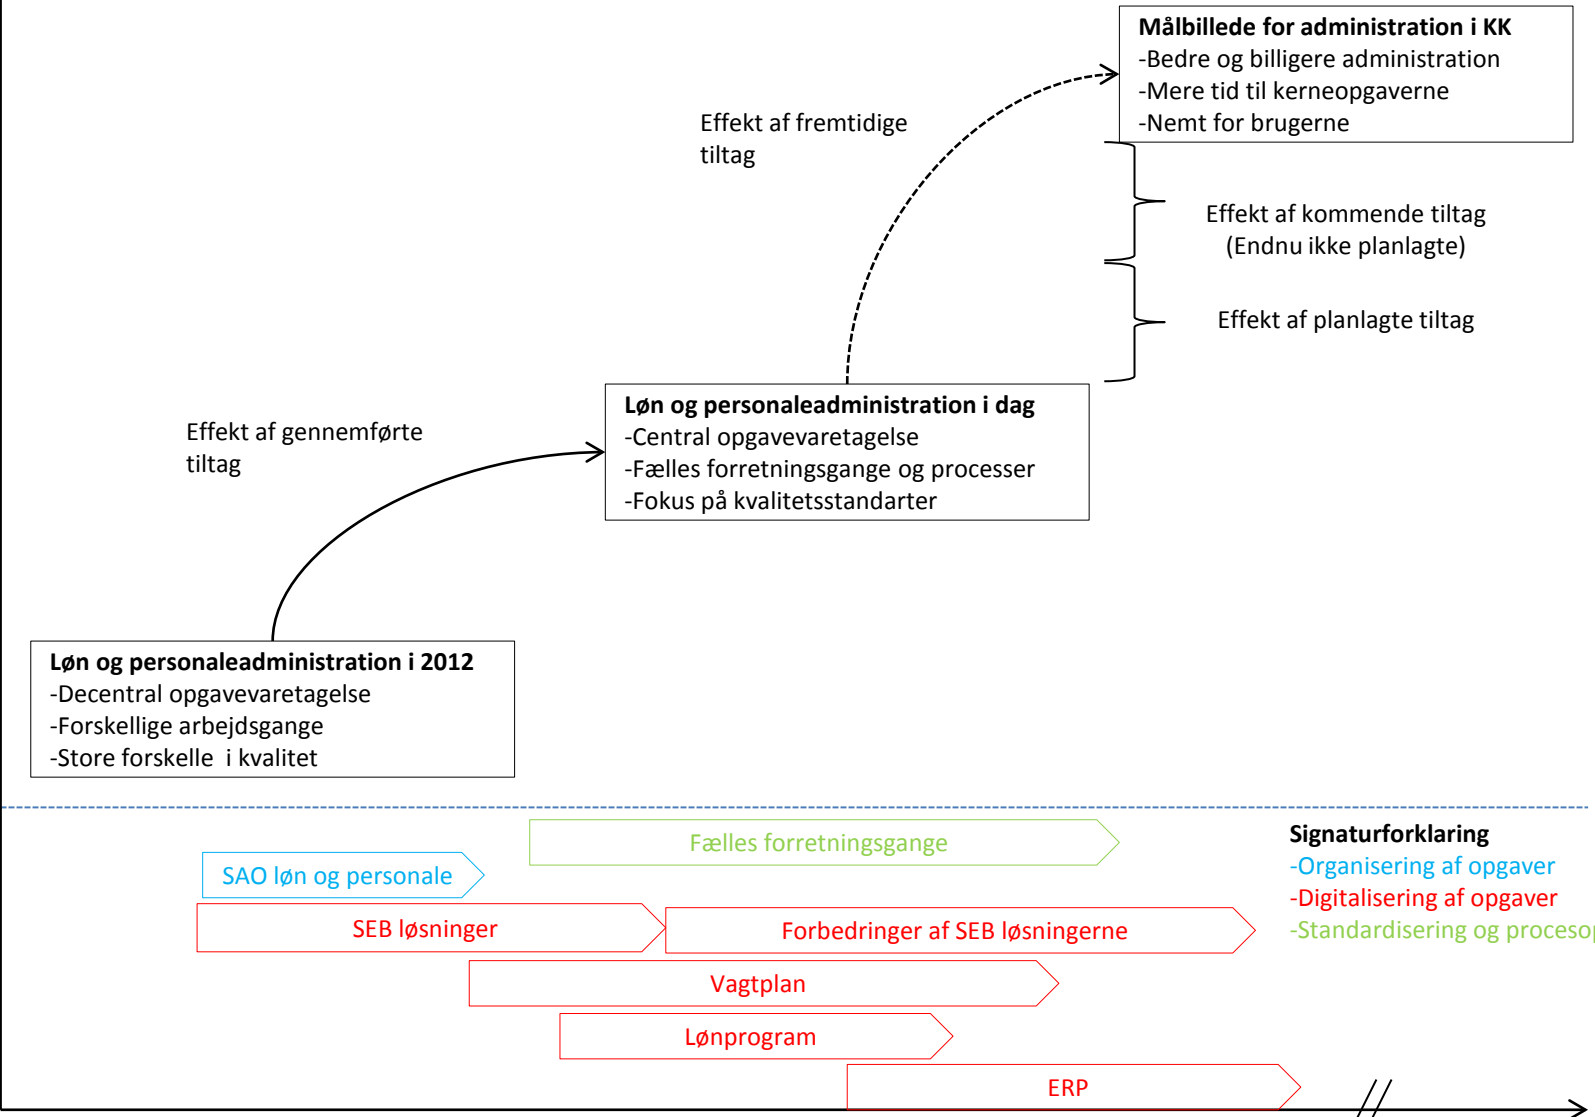 Målbillede for administration i KK
-Bedre og billigere administration
-Mere tid til kerneopgaverne
-Nemt for brugerne
Effekt af fremtidige
tiltag
Effekt af kommende tiltag
(Endnu ikke planlagte)
Effekt af planlagte tiltag
Løn og personaleadministration i dag
-Central opgavevaretagelse
-Fælles forretningsgange og processer
-Fokus på kvalitetsstandarter
Effekt af gennemførte
tiltag
Løn og personaleadministration i 2012
-Decentral opgavevaretagelse
-Forskellige arbejdsgange
-Store forskelle i kvalitet
Fælles forretningsgange
SAO løn og personale
SEB løsninger
Forbedringer af SEB løsningerne
Vagtplan
Lønprogram
ERP
Signaturforklaring
-Organisering af opgaver
-Digitalisering af opgaver
-Standardisering og